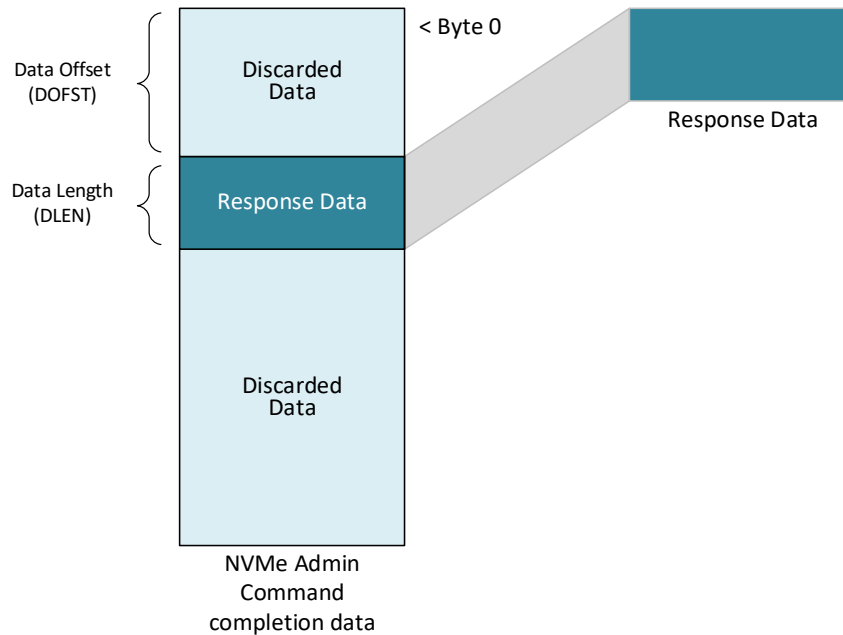 Data Offset
(DOFST)
Discarded
Data
< Byte 0
Response Data
Data Length
(DLEN)
Response Data
Discarded
Data
NVMe Admin
Command
completion data